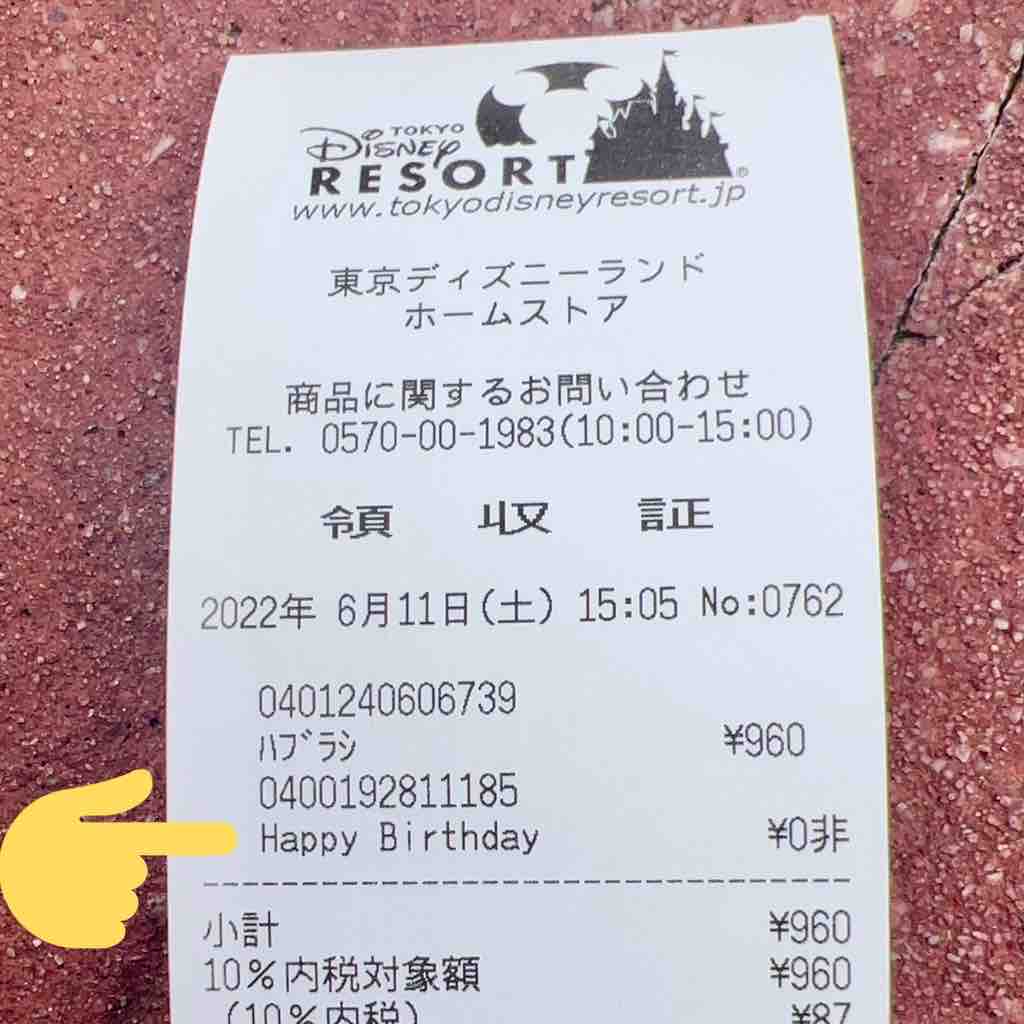 TOKYO
Disney
RESORT®
www.tokyodisneyresort.jp
東京ディズニーランド
ホームストア
商品に関するお問い合わせ
TEL. 0570-00-1983(10:00-15:00)
領 収 証
2022年 6月11日(土) 15:05 No:0762
0401240606739
ﾊﾌﾞﾗｼ ¥960
0400192811185
Happy Birthday ¥0非
小計 ¥960
10%内税対象額 ¥960
(10%内税) ¥87